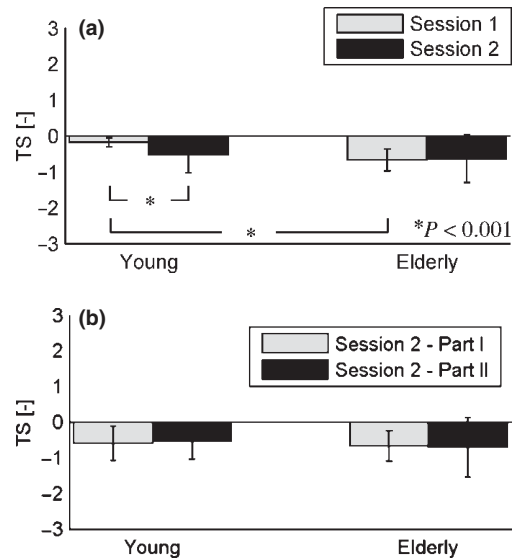 (a)
Session 1
Session 2
TS [-]
3
2
1
0
−1
−2
−3
*
*
*P < 0.001
Young
Elderly
(b)
Session 2 - Part I
Session 2 - Part II
TS [-]
3
2
1
0
−1
−2
−3
Young
Elderly